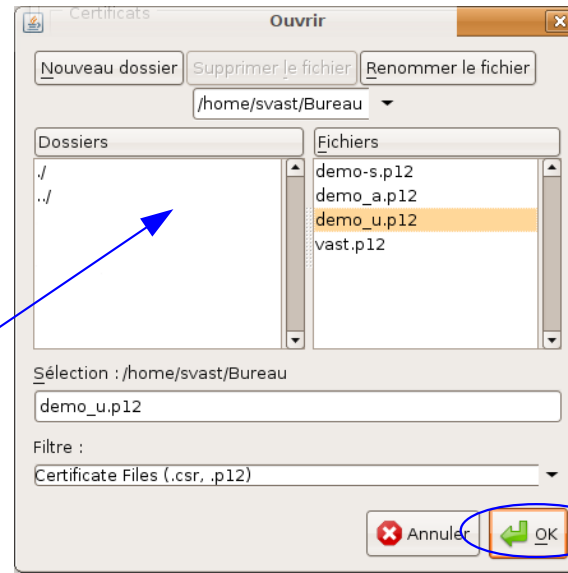 Certificats
Ouvrir
Nouveau dossier Supprimer le fichier Renommer le fichier
/home/svast/Bureau
Dossiers Fichiers
./ demo-s.p12
../ demo_a.p12
demo_u.p12
vast.p12
Sélection : /home/svast/Bureau
demo_u.p12
Filtre :
Certificate Files (.csr, .p12)
Annuler OK